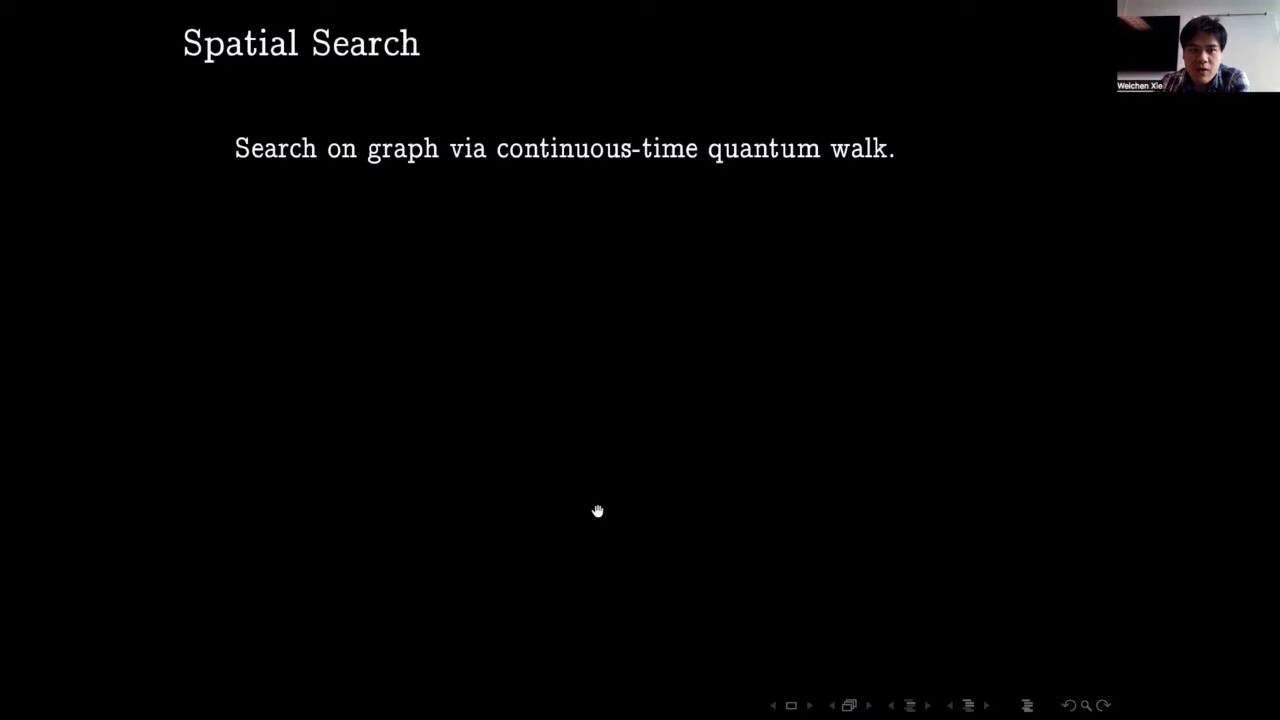 Spatial Search
Weichen Xie
Search on graph via continuous-time quantum walk.